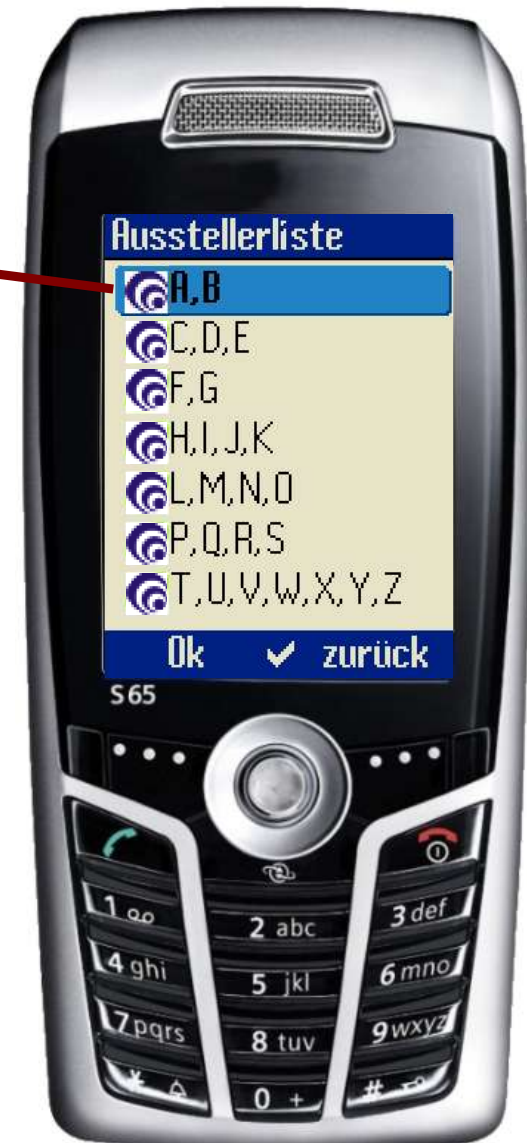 Ausstellerliste
A,B
C,D,E
F,G
H,I,J,K
L,M,N,O
P,Q,R,S
T,U,V,W,X,Y,Z
Ok ✓ zurück
S65
1
2 abc
3 def
4 ghi
5 jkl
6 mno
7 pqrs
8 tuv
9 wxyz
*
0 +
#